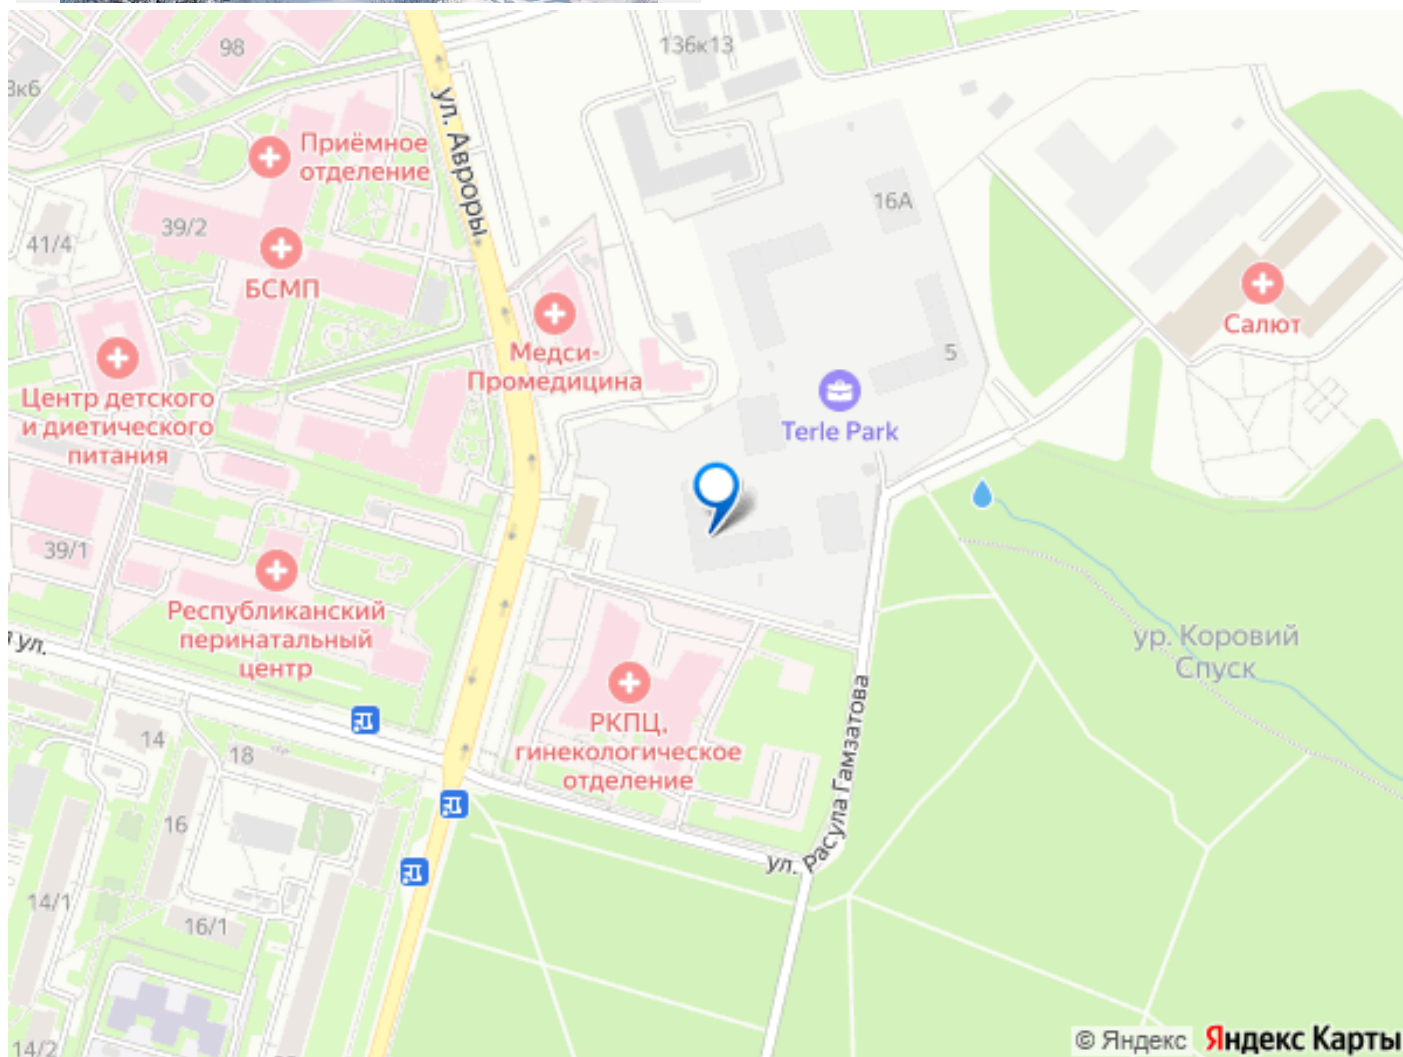 98
136к13
3к6
ул. Авроры
Приёмное
отделение
16А
39/2
41/4
БСМП
Салют
Медси-
Промедицина
5
Центр детского
и диетического
питания
Terle Park
39/1
Республиканский
перинатальный
центр
ур. Коровий
Спуск
ул.
РКПЦ,
гинекологическое
отделение
14
18
ул. Расула Гамзатова
16
14/1
16/1
14/2
© Яндекс Яндекс Карты